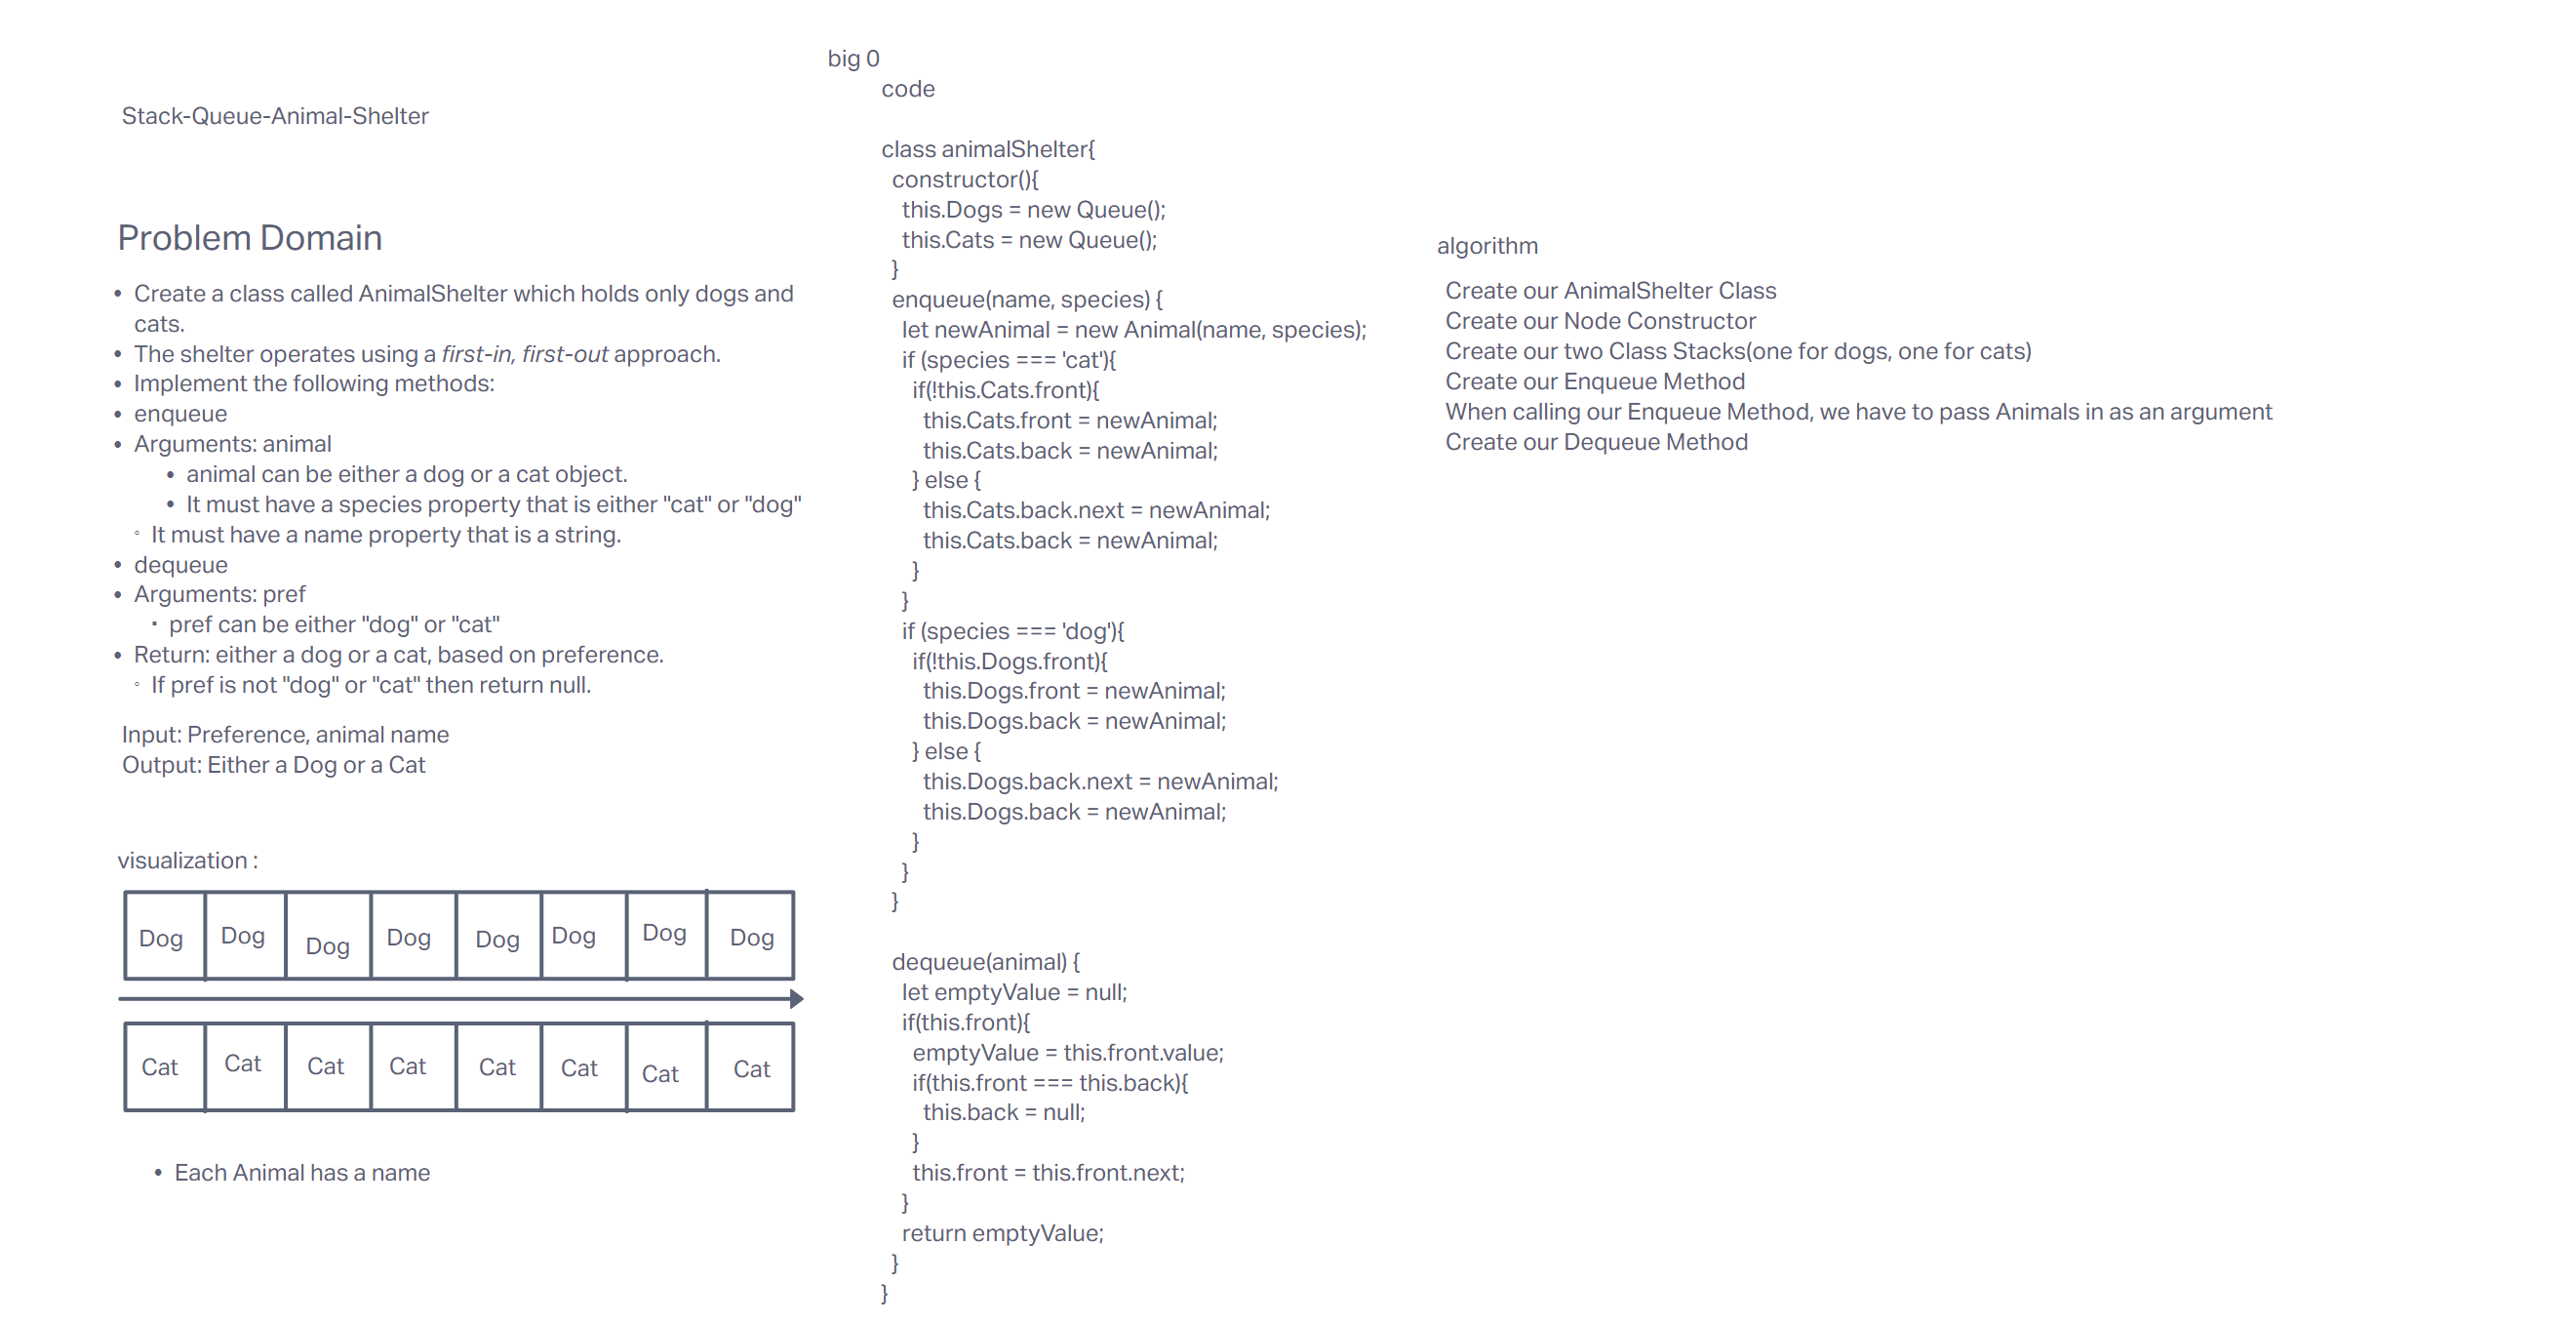 Stack-Queue-Animal-Shelter
Problem Domain
• Create a class called AnimalShelter which holds only dogs and
cats.
• The shelter operates using a first-in, first-out approach.
• Implement the following methods:
• enqueue
• Arguments: animal
• animal can be either a dog or a cat object.
• It must have a species property that is either "cat" or "dog"
◦ It must have a name property that is a string.
• dequeue
• Arguments: pref
▪ pref can be either "dog" or "cat"
• Return: either a dog or a cat, based on preference.
◦ If pref is not "dog" or "cat" then return null.
Input: Preference, animal name
Output: Either a Dog or a Cat
visualization :
Dog Dog Dog Dog Dog Dog Dog Dog
Cat Cat Cat Cat Cat Cat Cat Cat
• Each Animal has a name
big 0
code
class animalShelter{
constructor(){
this.Dogs = new Queue();
this.Cats = new Queue();
}
enqueue(name, species) {
let newAnimal = new Animal(name, species);
if (species === 'cat'){
if(!this.Cats.front){
this.Cats.front = newAnimal;
this.Cats.back = newAnimal;
} else {
this.Cats.back.next = newAnimal;
this.Cats.back = newAnimal;
}
}
if (species === 'dog'){
if(!this.Dogs.front){
this.Dogs.front = newAnimal;
this.Dogs.back = newAnimal;
} else {
this.Dogs.back.next = newAnimal;
this.Dogs.back = newAnimal;
}
}
}
dequeue(animal) {
let emptyValue = null;
if(this.front){
emptyValue = this.front.value;
if(this.front === this.back){
this.back = null;
}
this.front = this.front.next;
}
return emptyValue;
}
}
algorithm
Create our AnimalShelter Class
Create our Node Constructor
Create our two Class Stacks(one for dogs, one for cats)
Create our Enqueue Method
When calling our Enqueue Method, we have to pass Animals in as an argument
Create our Dequeue Method